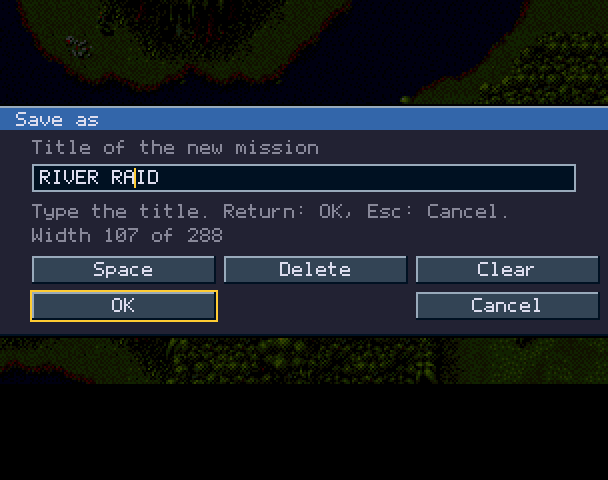 Save as
Title of the new mission
RIVER RAID
Type the title. Return: OK, Esc: Cancel.
Width 107 of 288
Space Delete Clear
OK Cancel